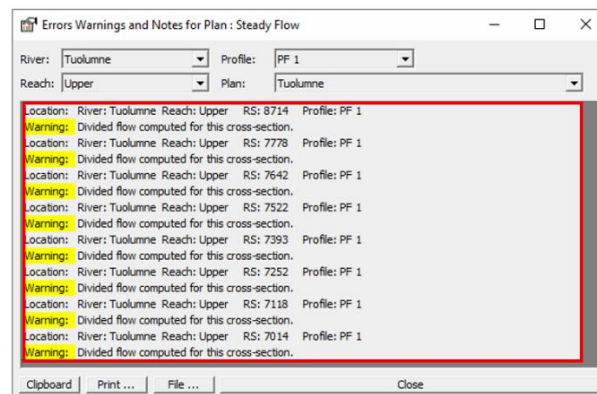 Errors Warnings and Notes for Plan : Steady Flow
River: Tuolumne Profile: PF 1
Reach: Upper Plan: Tuolumne
Location: River: Tuolumne Reach: Upper RS: 8714 Profile: PF 1
Warning: Divided flow computed for this cross-section.
Location: River: Tuolumne Reach: Upper RS: 7778 Profile: PF 1
Warning: Divided flow computed for this cross-section.
Location: River: Tuolumne Reach: Upper RS: 7642 Profile: PF 1
Warning: Divided flow computed for this cross-section.
Location: River: Tuolumne Reach: Upper RS: 7522 Profile: PF 1
Warning: Divided flow computed for this cross-section.
Location: River: Tuolumne Reach: Upper RS: 7393 Profile: PF 1
Warning: Divided flow computed for this cross-section.
Location: River: Tuolumne Reach: Upper RS: 7252 Profile: PF 1
Warning: Divided flow computed for this cross-section.
Location: River: Tuolumne Reach: Upper RS: 7118 Profile: PF 1
Warning: Divided flow computed for this cross-section.
Location: River: Tuolumne Reach: Upper RS: 7014 Profile: PF 1
Warning: Divided flow computed for this cross-section.
Clipboard Print ... File ... Close